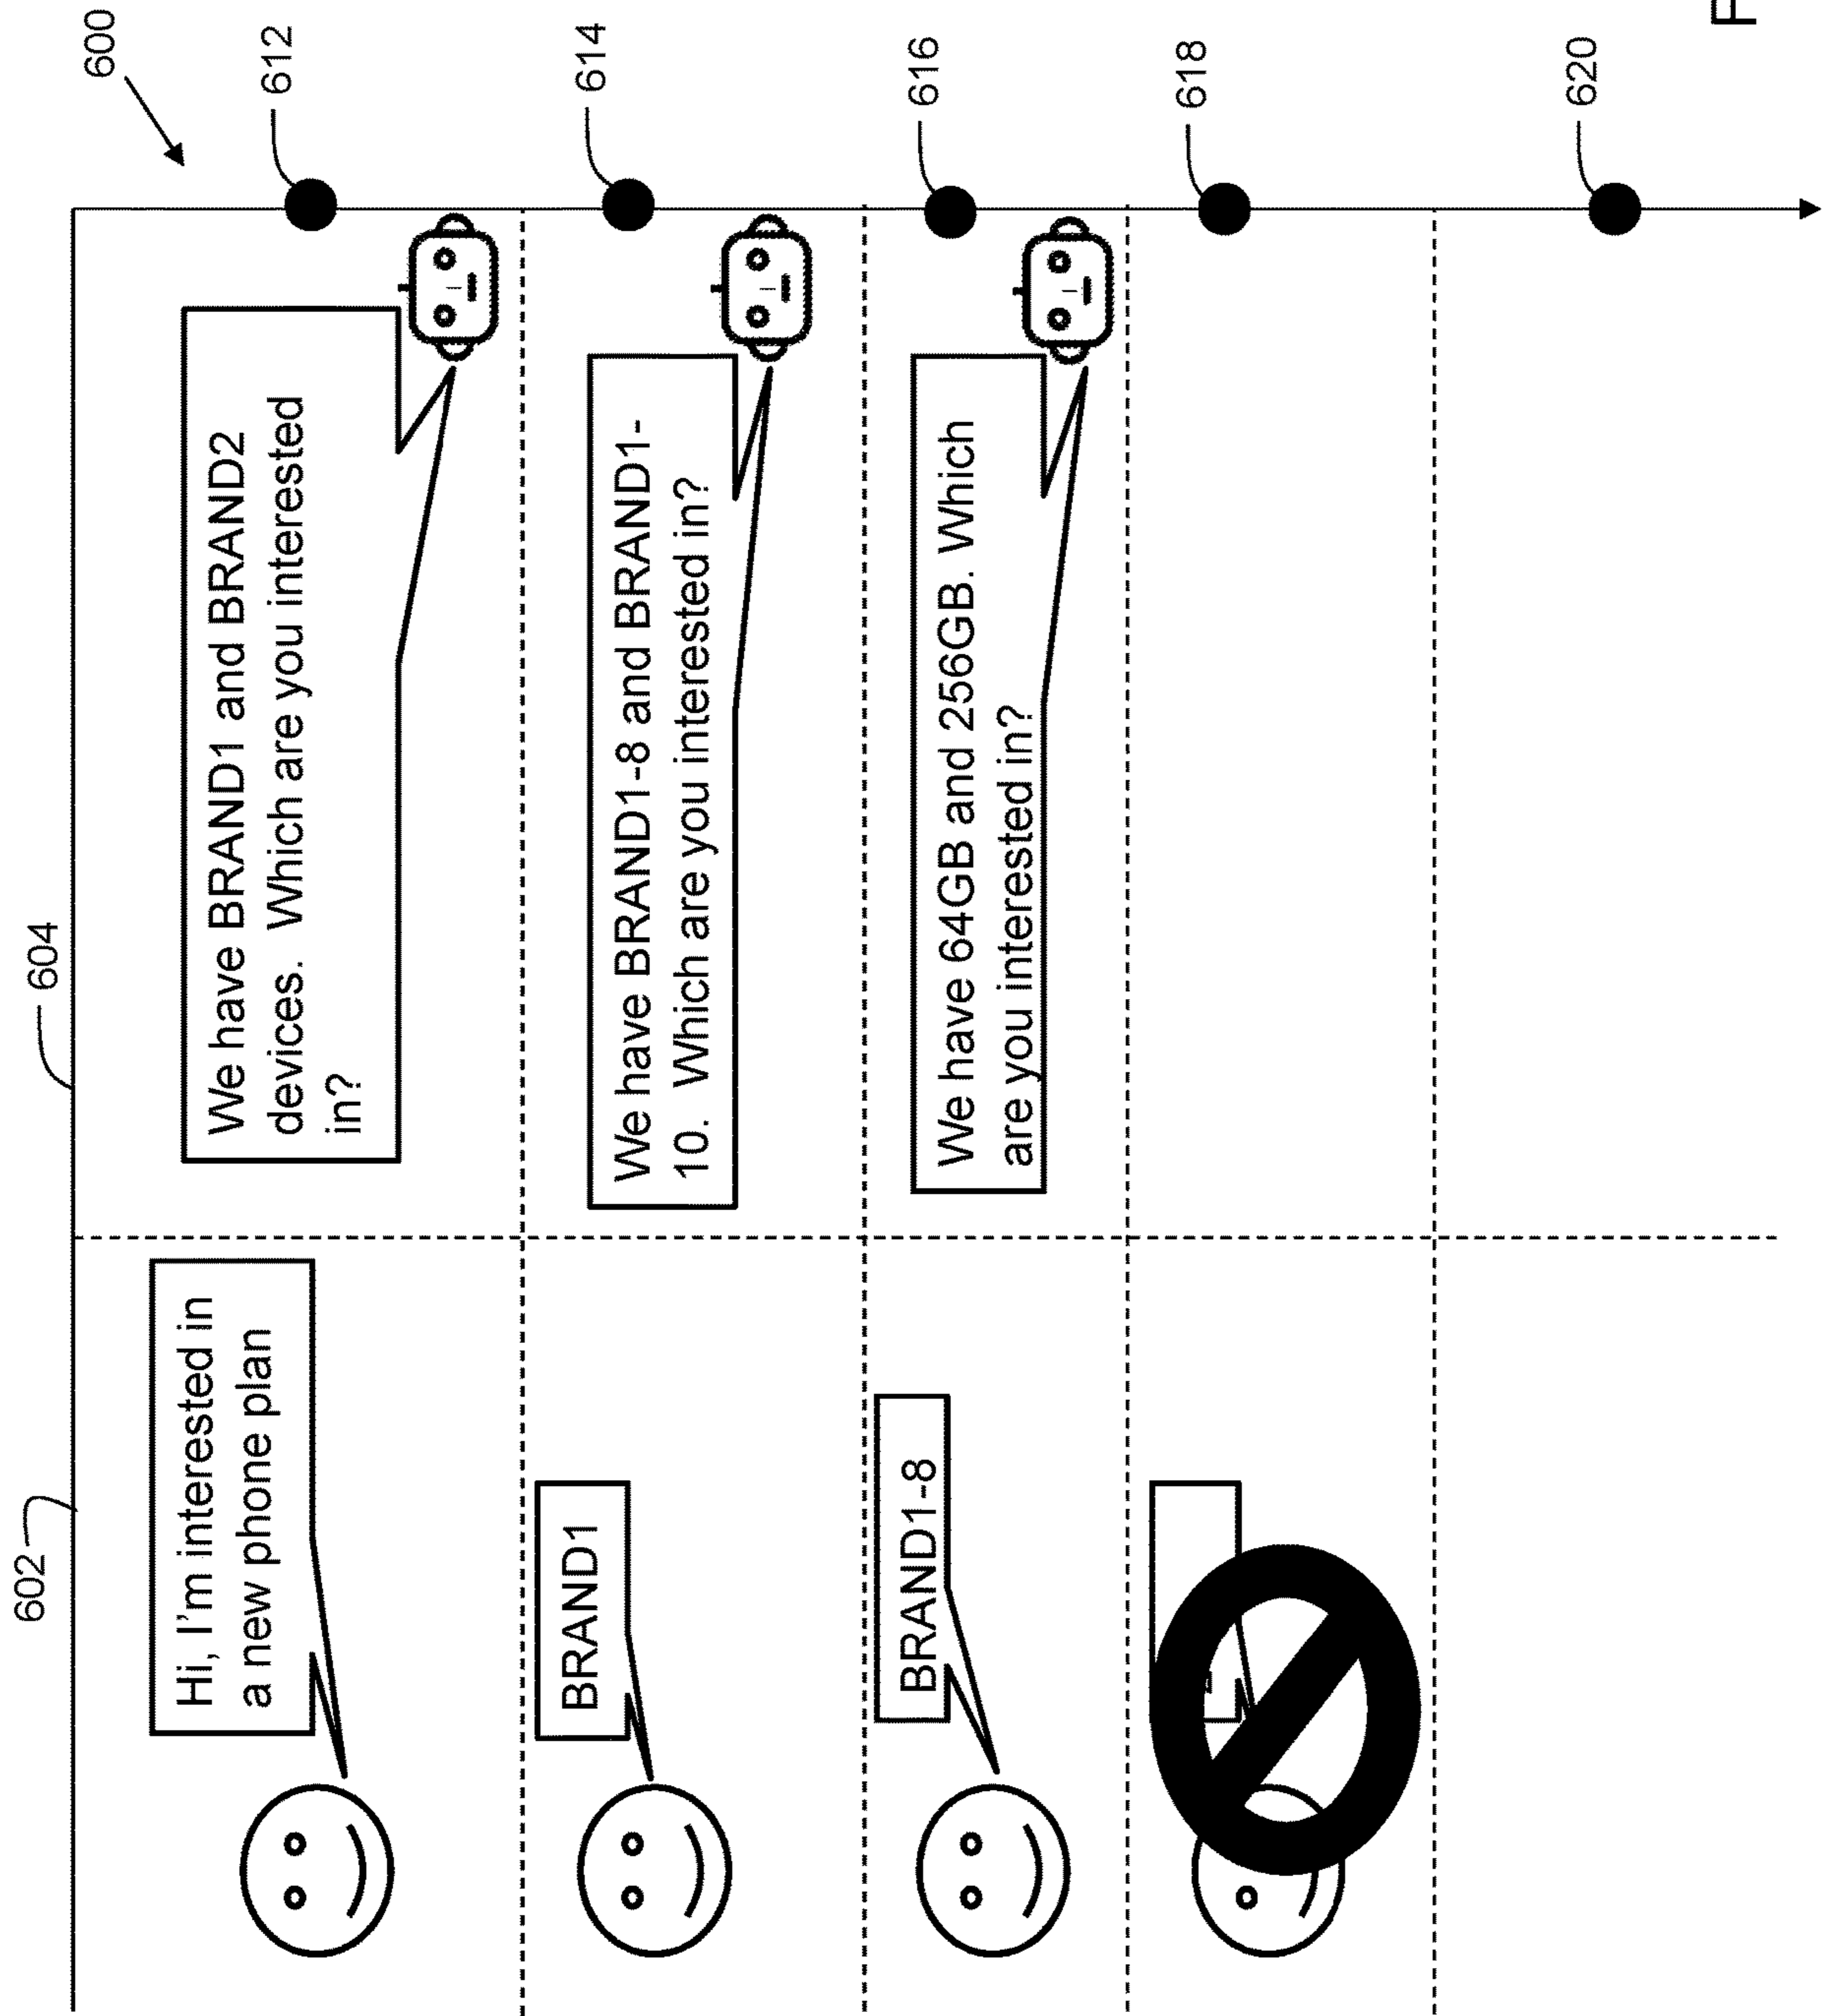 600
602
604
Hi, I'm interested in
a new phone plan
We have BRAND1 and BRAND2
devices. Which are you interested
in?
612
BRAND1
We have BRAND1-8 and BRAND1-
10. Which are you interested in?
614
BRAND1-8
We have 64GB and 256GB. Which
are you interested in?
616
618
620
F